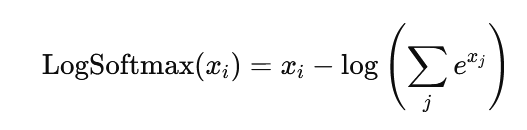 LogSoftmax(x_i) = x_i − log(∑_j e^{x_j})